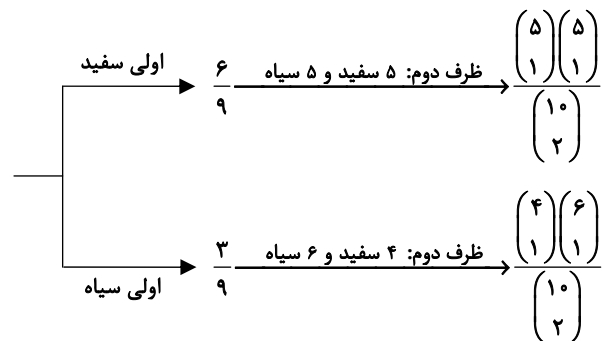 اولی سفید ۶/۹ ظرف دوم: ۵ سفید و ۵ سیاه (۵ ۱)(۵ ۱)/(۱۰ ۲)
اولی سیاه ۳/۹ ظرف دوم: ۴ سفید و ۶ سیاه (۴ ۱)(۶ ۱)/(۱۰ ۲)